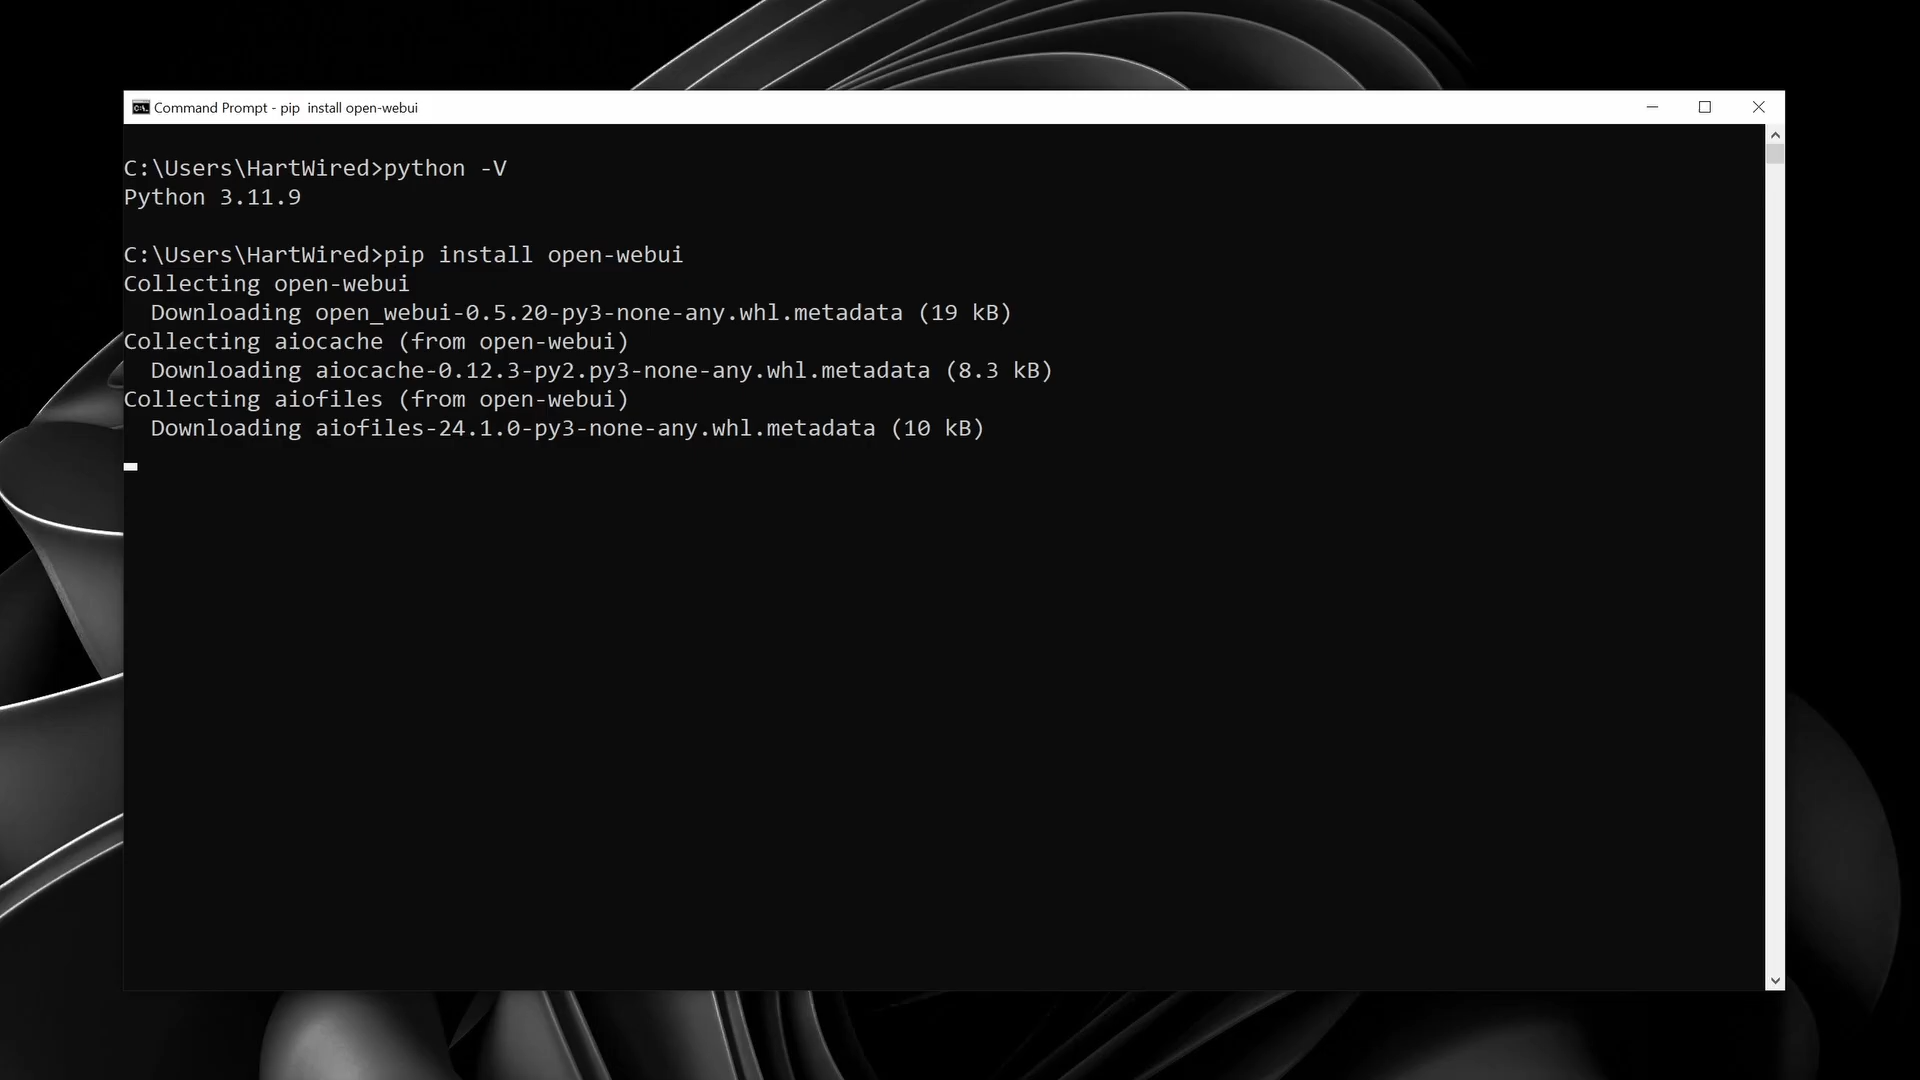 Command Prompt - pip  install open-webui
C:\Users\HartWired>python -V
Python 3.11.9
C:\Users\HartWired>pip install open-webui
Collecting open-webui
  Downloading open_webui-0.5.20-py3-none-any.whl.metadata (19 kB)
Collecting aiocache (from open-webui)
  Downloading aiocache-0.12.3-py2.py3-none-any.whl.metadata (8.3 kB)
Collecting aiofiles (from open-webui)
  Downloading aiofiles-24.1.0-py3-none-any.whl.metadata (10 kB)